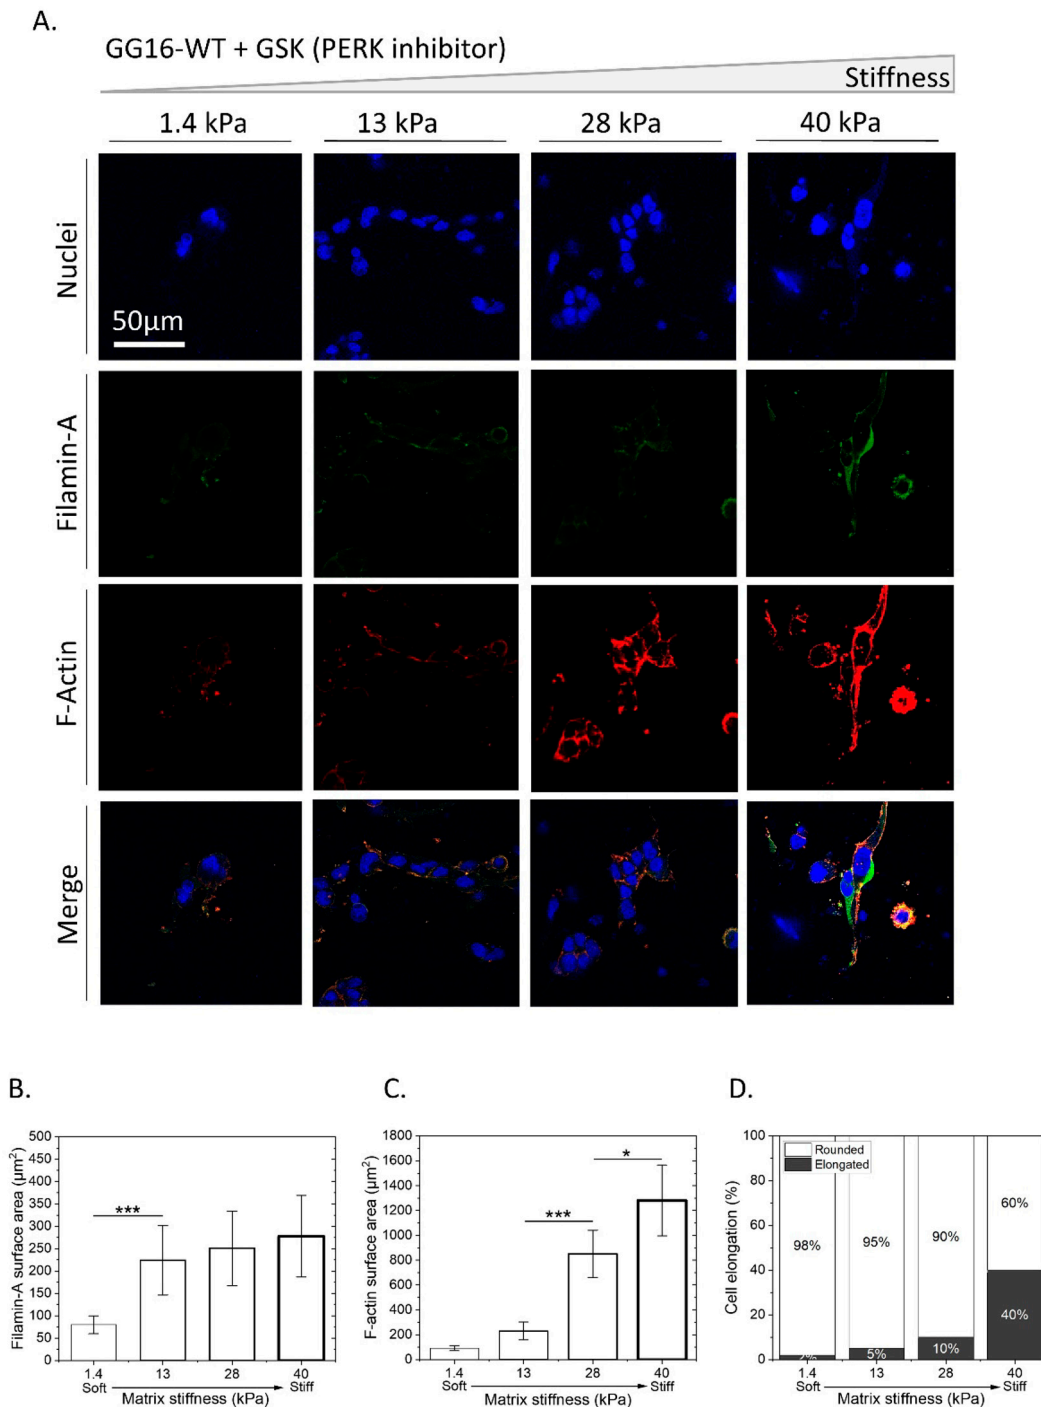 A.
GG16-WT + GSK (PERK inhibitor)
Stiffness
1.4 kPa 13 kPa 28 kPa 40 kPa
Nuclei
50µm
Filamin-A
F-Actin
Merge
B.
Filamin-A surface area (µm²)
500
450
400
350
300
250
200
150
100
50
0
***
1.4 13 28 40
Soft Stiff
Matrix stiffness (kPa)
C.
F-actin surface area (µm²)
1800
1600
1400
1200
1000
800
600
400
200
0
***
*
1.4 13 28 40
Soft Stiff
Matrix stiffness (kPa)
D.
Cell elongation (%)
100
80
60
40
20
0
Rounded
Elongated
98% 95% 90% 60%
2% 5% 10% 40%
1.4 13 28 40
Soft Stiff
Matrix stiffness (kPa)